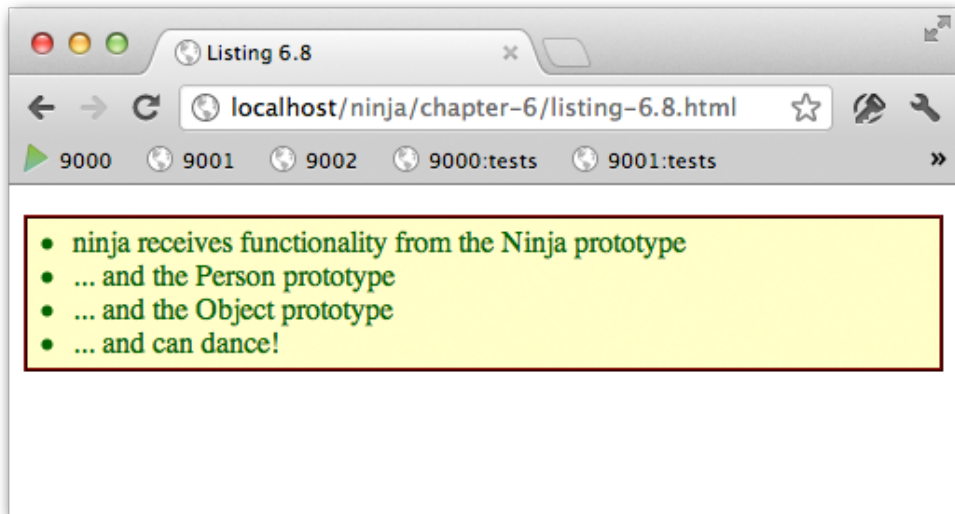 Listing 6.8
localhost/ninja/chapter-6/listing-6.8.html
9000 9001 9002 9000:tests 9001:tests »
• ninja receives functionality from the Ninja prototype
• ... and the Person prototype
• ... and the Object prototype
• ... and can dance!